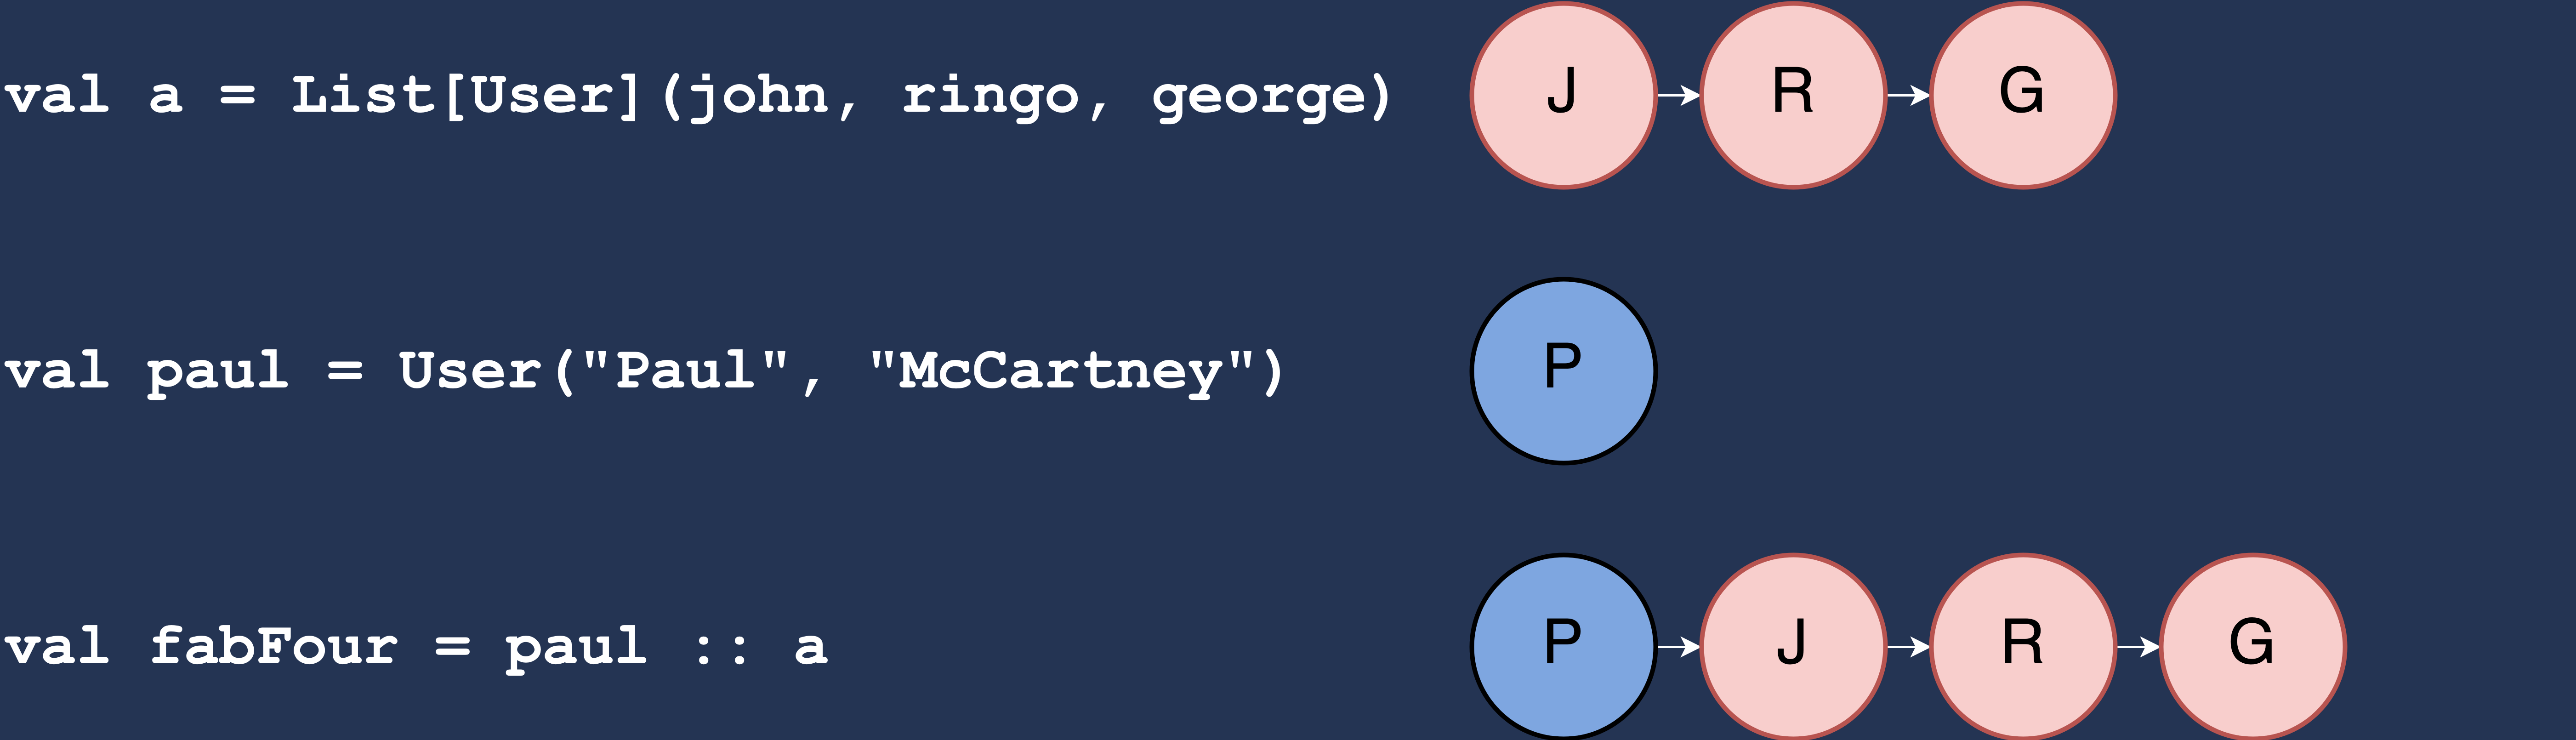 val a = List[User](john, ringo, george) J R G
val paul = User("Paul", "McCartney") P
val fabFour = paul :: a P J R G